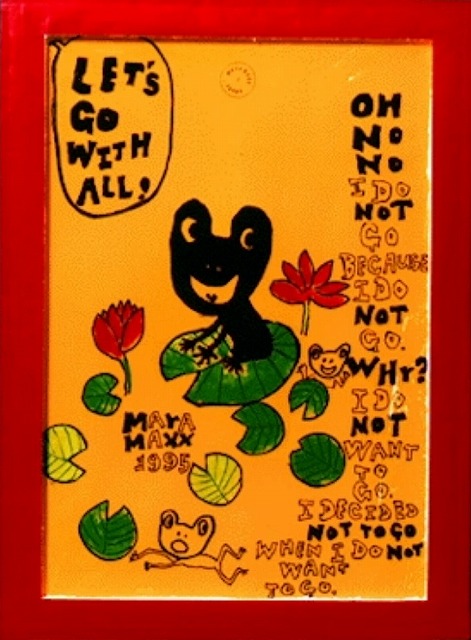 LET'S
GO
WITH
ALL!
OH
NO
NO
I DO
NOT
GO
BECAUSE
I DO
NOT
GO.
WHY?
I DO
NOT
WANT
TO
GO.
I DECIDED
NOT TO GO
WHEN I DO NOT
WANT
TO GO.
MARA
MAXX
1995